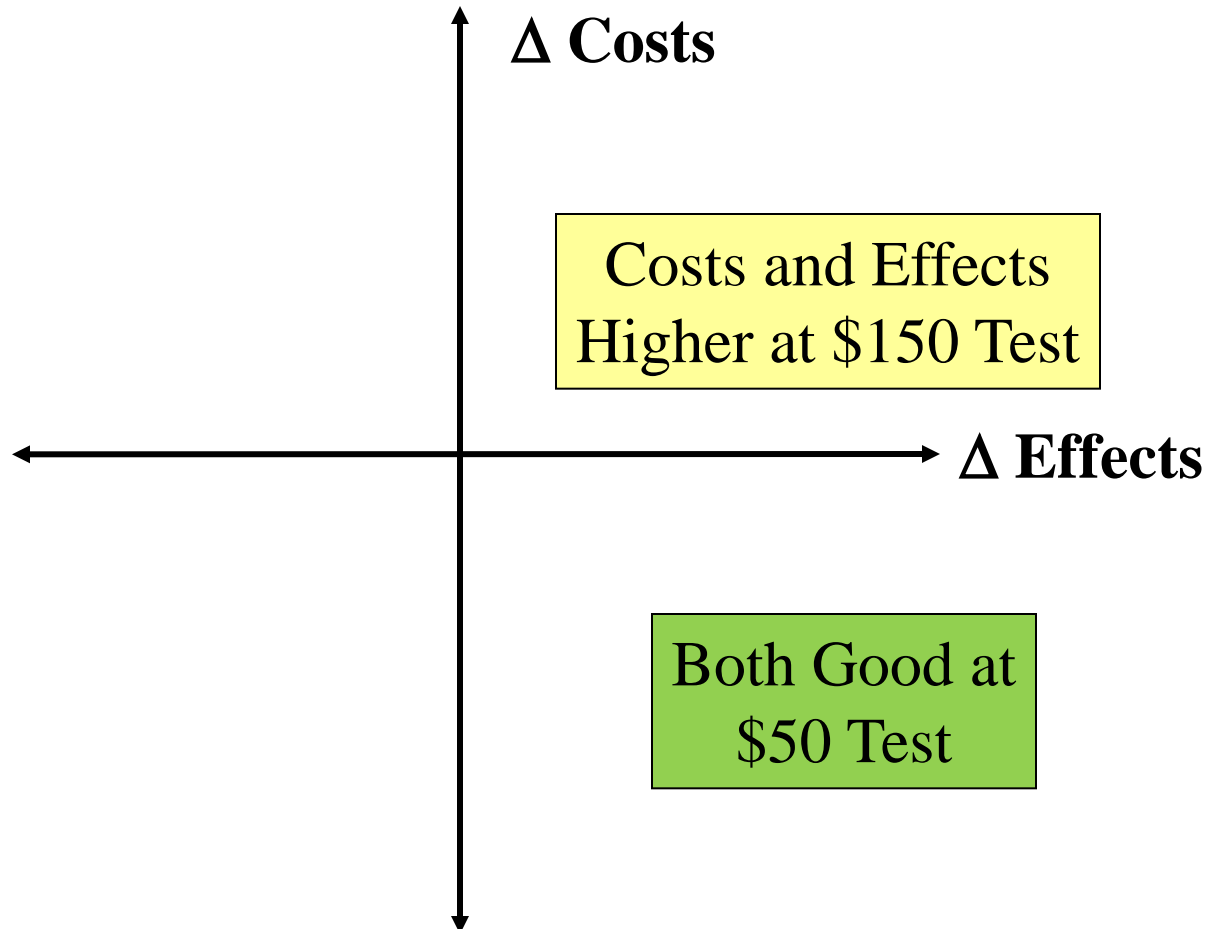 Δ Costs
Costs and Effects
Higher at $150 Test
Δ Effects
Both Good at
$50 Test